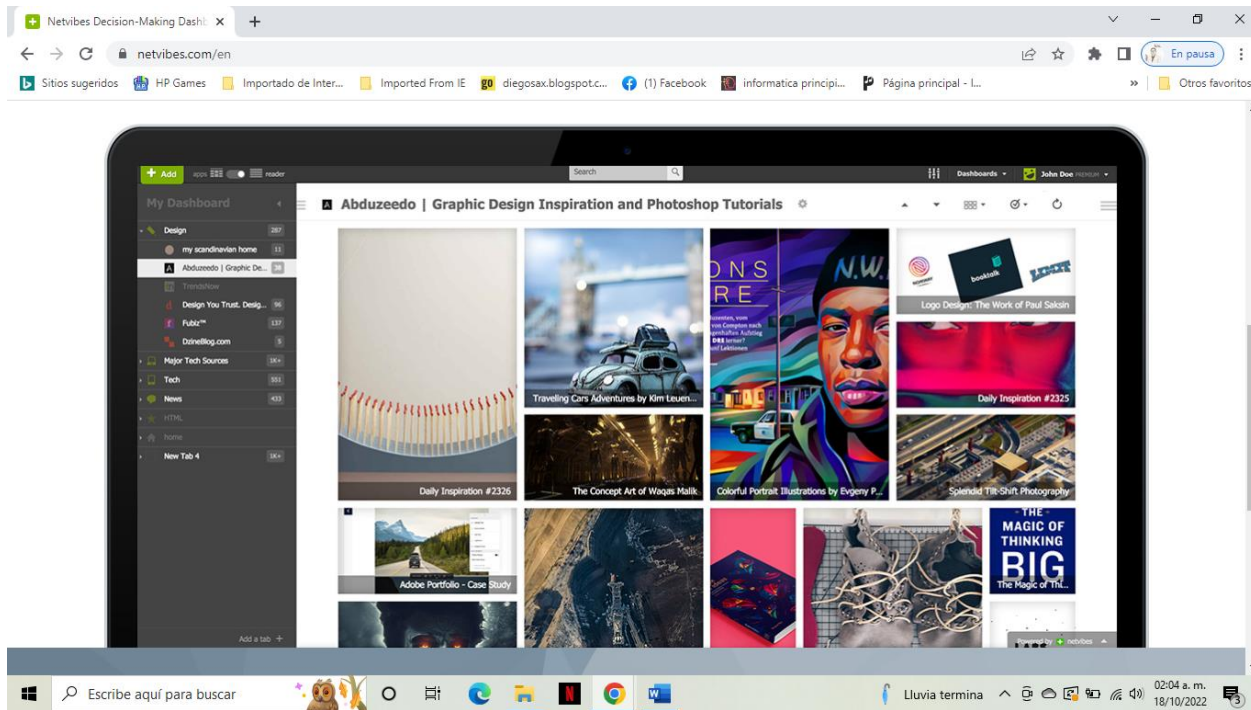 Netvibes Decision-Making Dashb
netvibes.com/en
En pausa
Sitios sugeridos
HP Games
Importado de Inter...
Imported From IE
go diegosax.blogspot.c...
(1) Facebook
informatica principi...
Página principal - I...
»
Otros favoritos
+ Add
apps
reader
Search
Dashboards
John Doe PREMIUM
My Dashboard
Abduzeedo | Graphic Design Inspiration and Photoshop Tutorials
Design 287
my scandinavian home 11
A Abduzeedo | Graphic De...
TrendsNow
Design You Trust. Desig... 96
Fubiz™ 137
DzineBlog.com 5
Major Tech Sources 1K+
Tech 551
News 433
HTML
home
New Tab 4 1K+
Add a tab +
Daily Inspiration #2326
Traveling Cars Adventures by Kim Leuen...
The Concept Art of Waqas Malik
ONS
RE
N.W.
Colorful Portrait Illustrations by Evgeny P...
booktalk
Logo Design: The Work of Paul Saksin
Daily Inspiration #2325
Splendid Tilt-Shift Photography
Adobe Portfolio - Case Study
THE
MAGIC OF
THINKING
BIG
The Magic of Thi...
Powered by netvibes
Escribe aquí para buscar
N
W
Lluvia termina
02:04 a. m.
18/10/2022
3